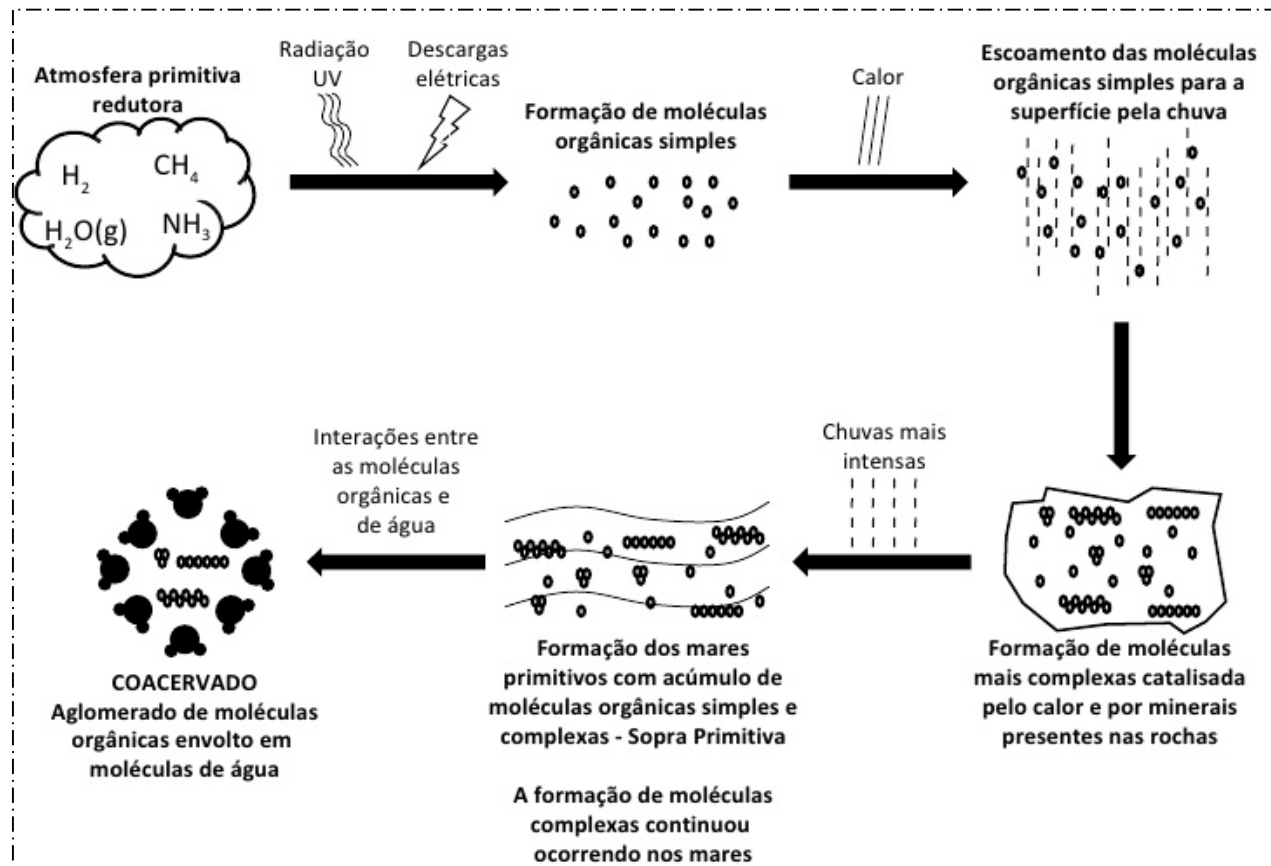 Atmosfera primitiva
redutora
H₂
CH₄
H₂O(g)
NH₃
Radiação
UV
Descargas
elétricas
Formação de moléculas
orgânicas simples
Calor
Escoamento das moléculas
orgânicas simples para a
superfície pela chuva
Formação de moléculas
mais complexas catalisada
pelo calor e por minerais
presentes nas rochas
Chuvas mais
intensas
Formação dos mares
primitivos com acúmulo de
moléculas orgânicas simples e
complexas - Sopra Primitiva
A formação de moléculas
complexas continuou
ocorrendo nos mares
Interações entre
as moléculas
orgânicas e
de água
COACERVADO
Aglomerado de moléculas
orgânicas envolto em
moléculas de água